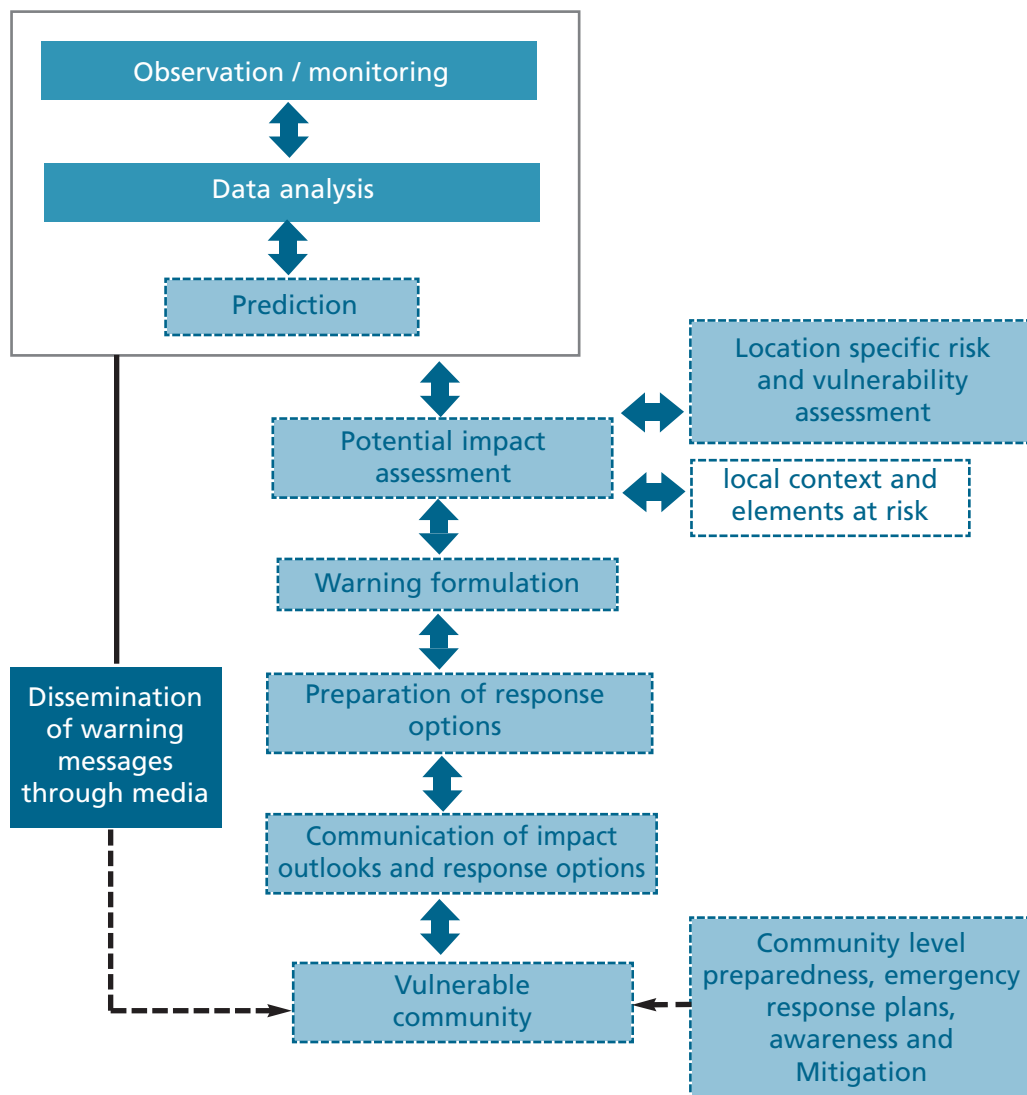 Observation / monitoring
Data analysis
Prediction
Location specific risk
and vulnerability
assessment
Potential impact
assessment
local context and
elements at risk
Warning formulation
Preparation of response
options
Dissemination
of warning
messages
through media
Communication of impact
outlooks and response options
Vulnerable
community
Community level
preparedness, emergency
response plans,
awareness and
Mitigation